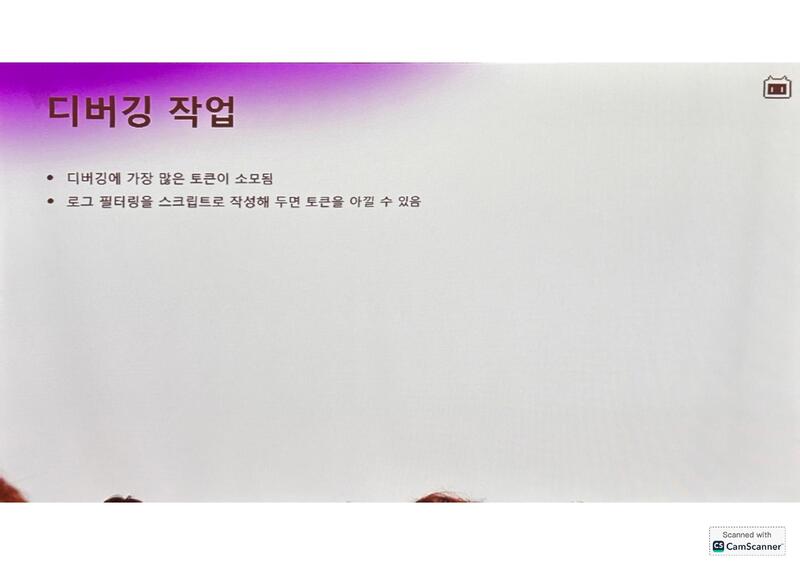 디버깅 작업
• 디버깅에 가장 많은 토큰이 소모됨
• 로그 필터링을 스크립트로 작성해 두면 토큰을 아낄 수 있음
Scanned with
CS CamScanner